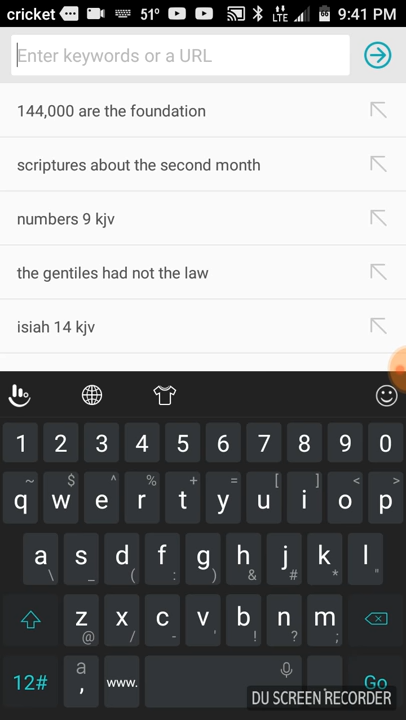 cricket 51° LTE 9:41 PM
Enter keywords or a URL
144,000 are the foundation
scriptures about the second month
numbers 9 kjv
the gentiles had not the law
isiah 14 kjv
1 2 3 4 5 6 7 8 9 0
~ $ ^ % + = [ ] < >
q w e r t y u i o p
a s d f g h j k l
\ _ ( : ) & # * "
z x c v b n m
@ / - ' ! ? ;
12# a , www. Go
DU SCREEN RECORDER